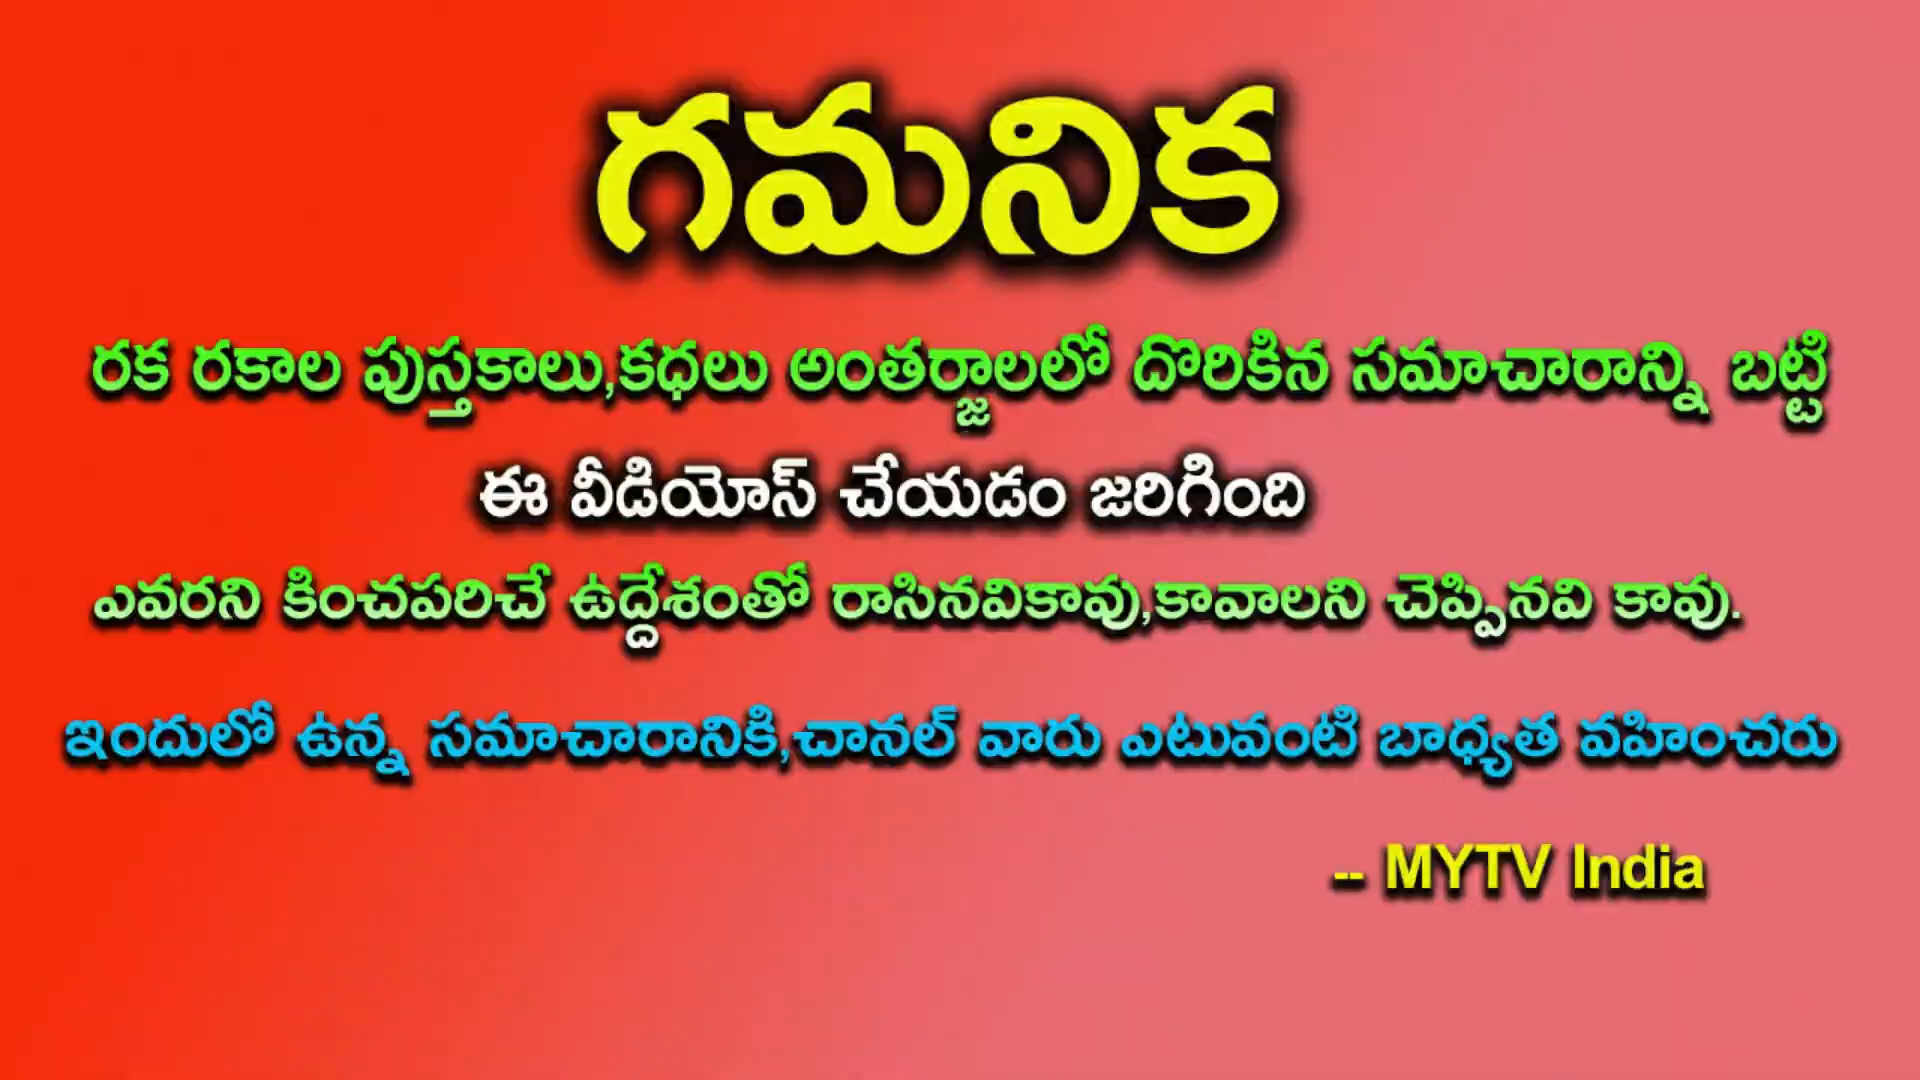 గమనిక
రక రకాల పుస్తకాలు,కధలు అంతర్జాలలో దొరికిన సమాచారాన్ని బట్టి
ఈ వీడియోస్ చేయడం జరిగింది
ఎవరని కించపరిచే ఉద్దేశంతో రాసినవికావు,కావాలని చెప్పినవి కావు.
ఇందులో ఉన్న సమాచారానికి,చానల్ వారు ఎటువంటి బాధ్యత వహించరు
-- MYTV India